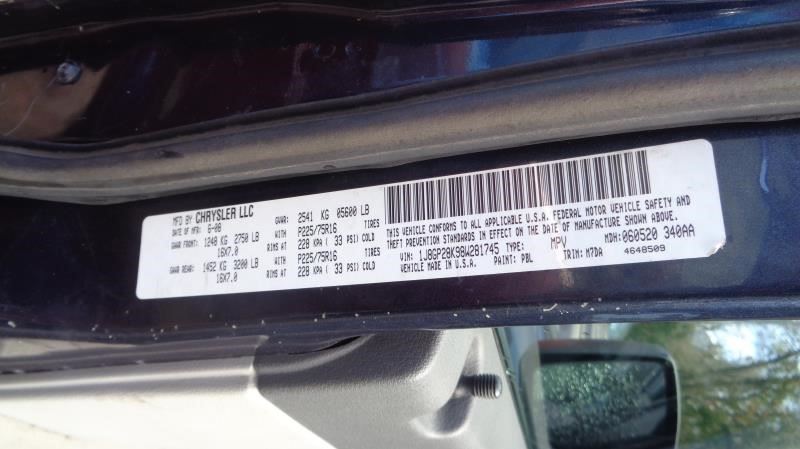 MFD BY CHRYSLER LLC
DATE OF MFR: 6-08 GVWR: 2541 KG 05600 LB
GAWR FRONT: 1248 KG 2750 LB WITH P225/75R16 TIRES
16X7.0 RIMS AT 228 KPA ( 33 PSI) COLD
GAWR REAR: 1452 KG 3200 LB WITH P225/75R16 TIRES
16X7.0 RIMS AT 228 KPA ( 33 PSI) COLD
THIS VEHICLE CONFORMS TO ALL APPLICABLE U.S.A. FEDERAL MOTOR VEHICLE SAFETY AND
THEFT PREVENTION STANDARDS IN EFFECT ON THE DATE OF MANUFACTURE SHOWN ABOVE.
VIN: 1J8GP28K98W281745 TYPE: MPV MDH: 060520 340AA
VEHICLE MADE IN U.S.A. PAINT: PBL TRIM: M7DA 4648509